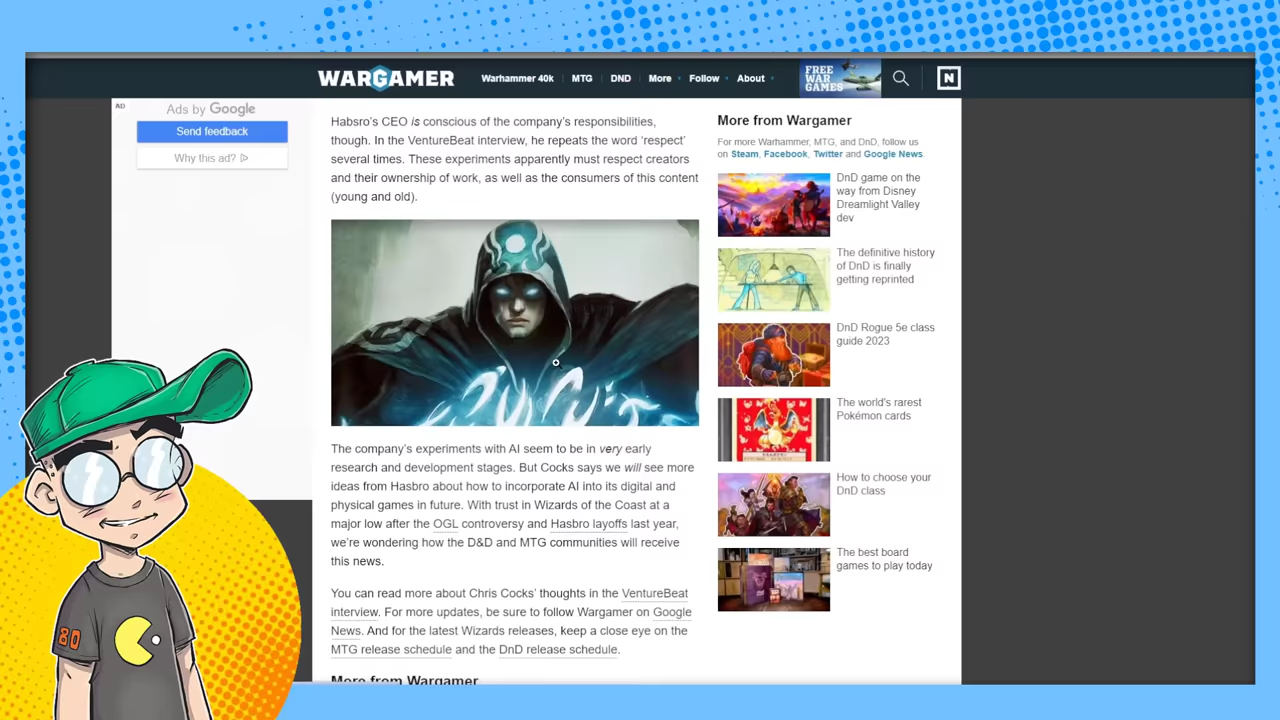 WARGAMER
Warhammer 40k
MTG
DND
More
Follow
About
FREE
WAR
GAMES
N
AD
Ads by Google
Send feedback
Why this ad?
Habsro's CEO is conscious of the company's responsibilities,
though. In the VentureBeat interview, he repeats the word 'respect'
several times. These experiments apparently must respect creators
and their ownership of work, as well as the consumers of this content
(young and old).
The company's experiments with AI seem to be in very early
research and development stages. But Cocks says we will see more
ideas from Hasbro about how to incorporate AI into its digital and
physical games in future. With trust in Wizards of the Coast at a
major low after the OGL controversy and Hasbro layoffs last year,
we're wondering how the D&D and MTG communities will receive
this news.
You can read more about Chris Cocks' thoughts in the VentureBeat
interview. For more updates, be sure to follow Wargamer on Google
News. And for the latest Wizards releases, keep a close eye on the
MTG release schedule and the DnD release schedule.
More from Wargamer
More from Wargamer
For more Warhammer, MTG, and DnD, follow us
on Steam, Facebook, Twitter and Google News.
DnD game on the
way from Disney
Dreamlight Valley
dev
The definitive history
of DnD is finally
getting reprinted
DnD Rogue 5e class
guide 2023
The world's rarest
Pokémon cards
How to choose your
DnD class
The best board
games to play today
80